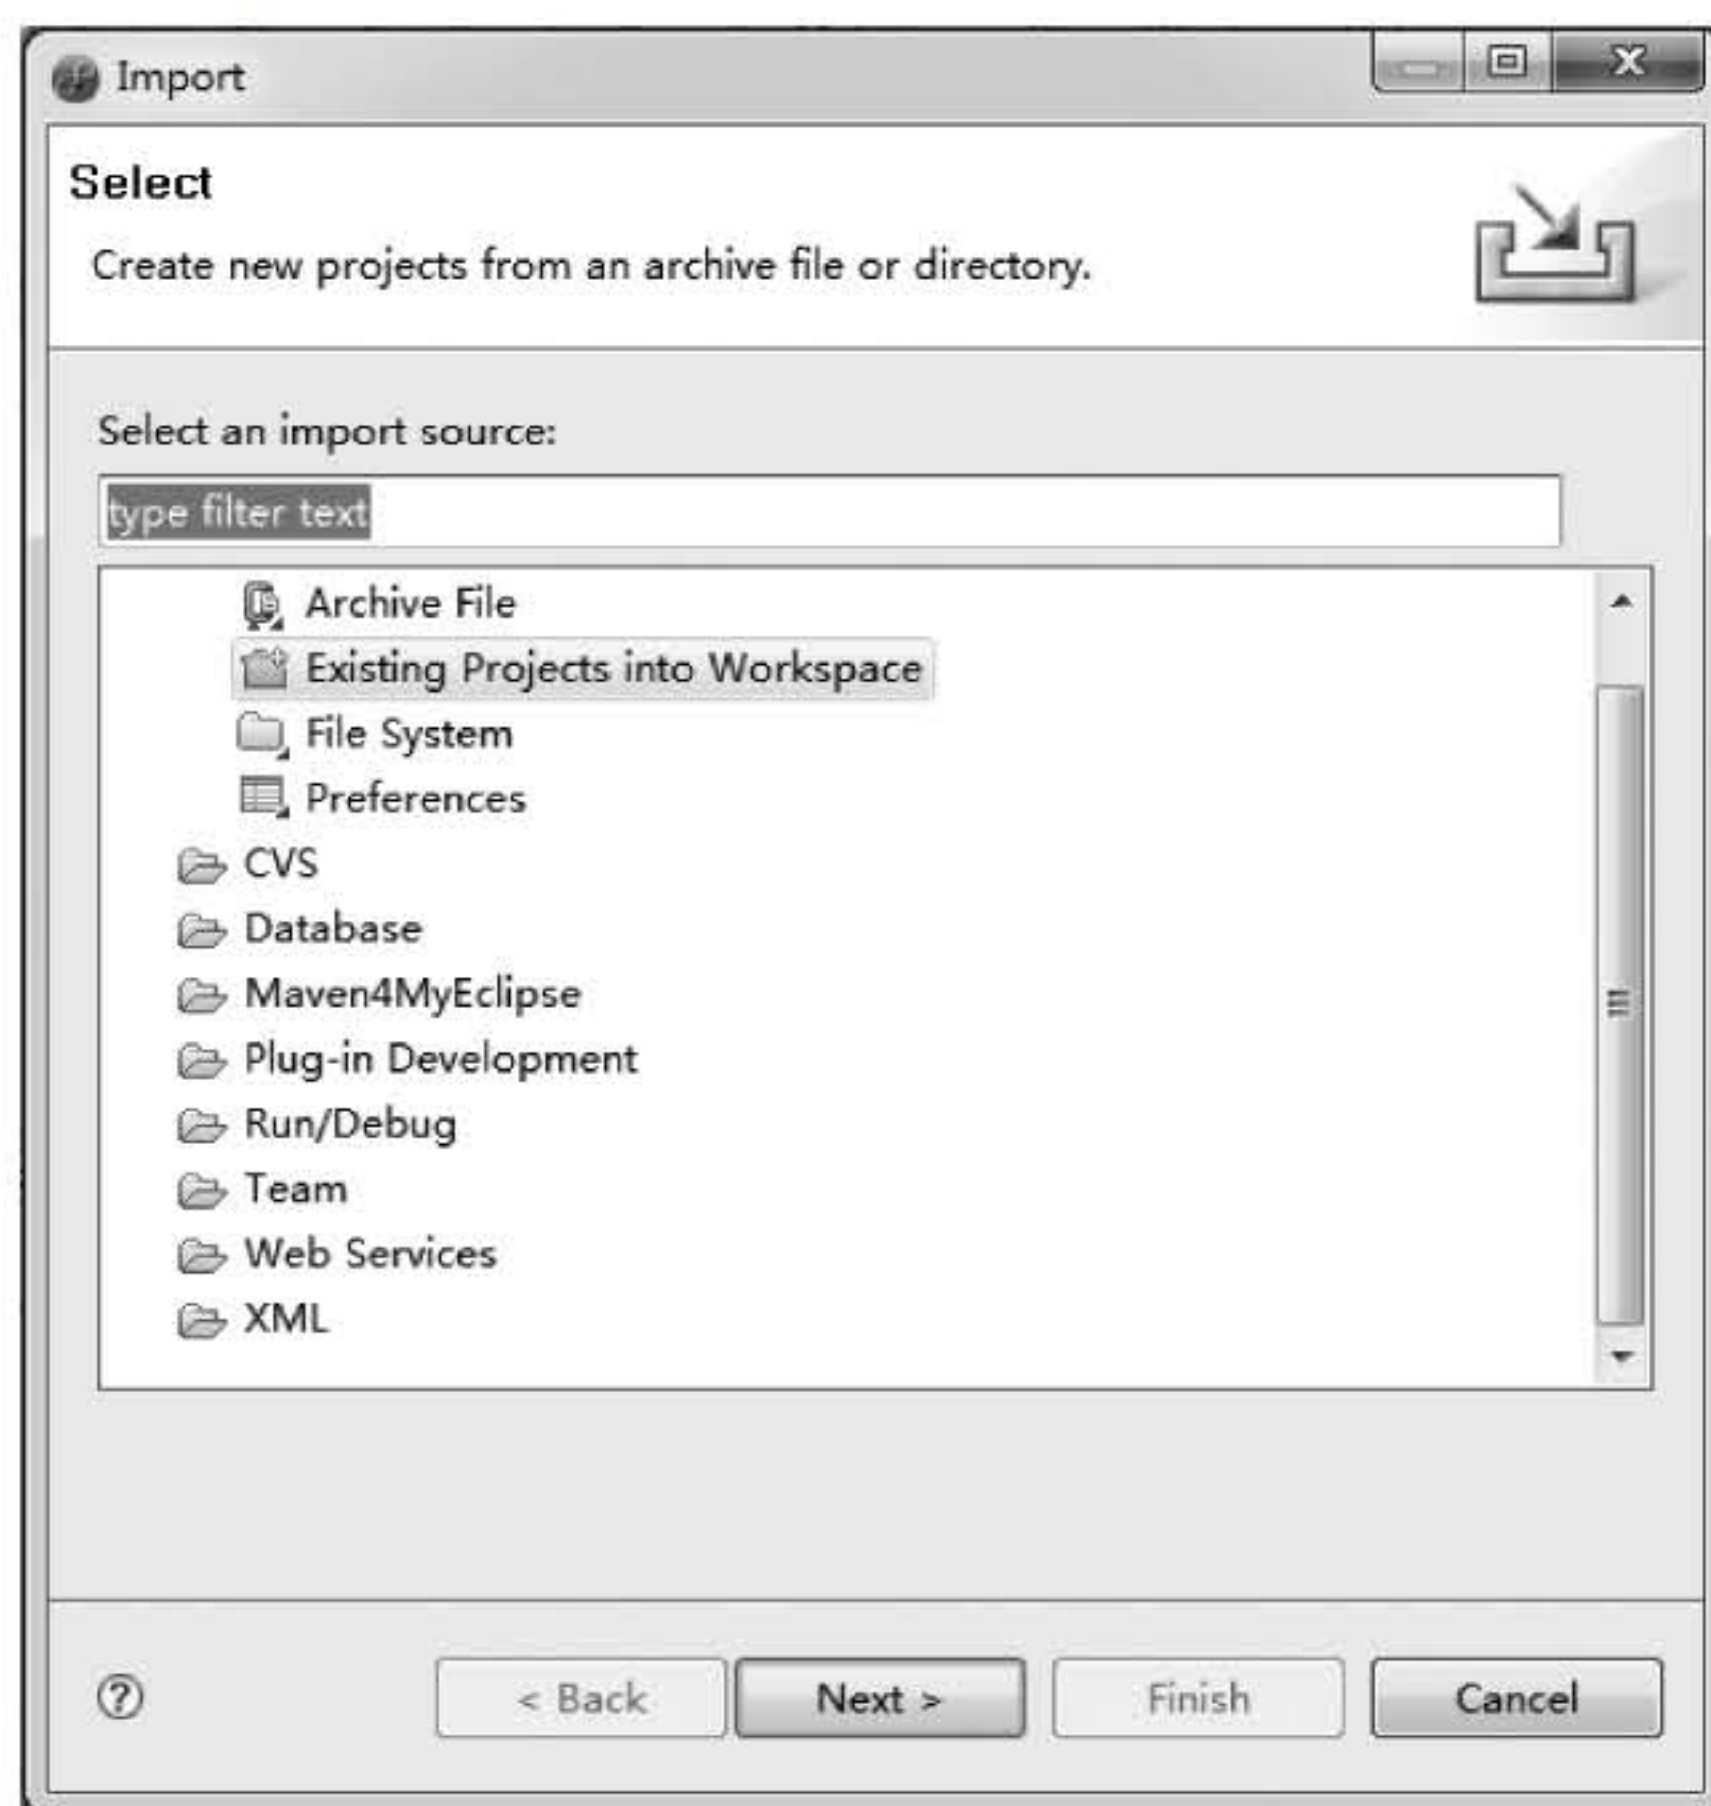 Import
Select
Create new projects from an archive file or directory.
Select an import source:
type filter text
Archive File
Existing Projects into Workspace
File System
Preferences
CVS
Database
Maven4MyEclipse
Plug-in Development
Run/Debug
Team
Web Services
XML
< Back Next > Finish Cancel